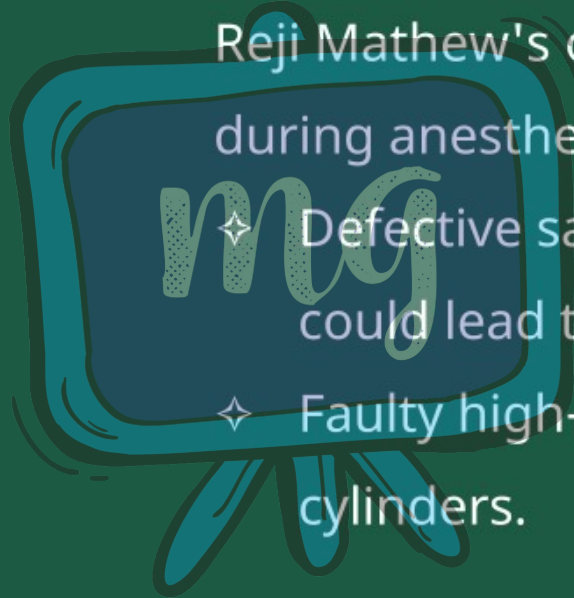 Reji Mathew's
during anesthe
mg
✧ Defective sa
could lead t
✧ Faulty high-
cylinders.